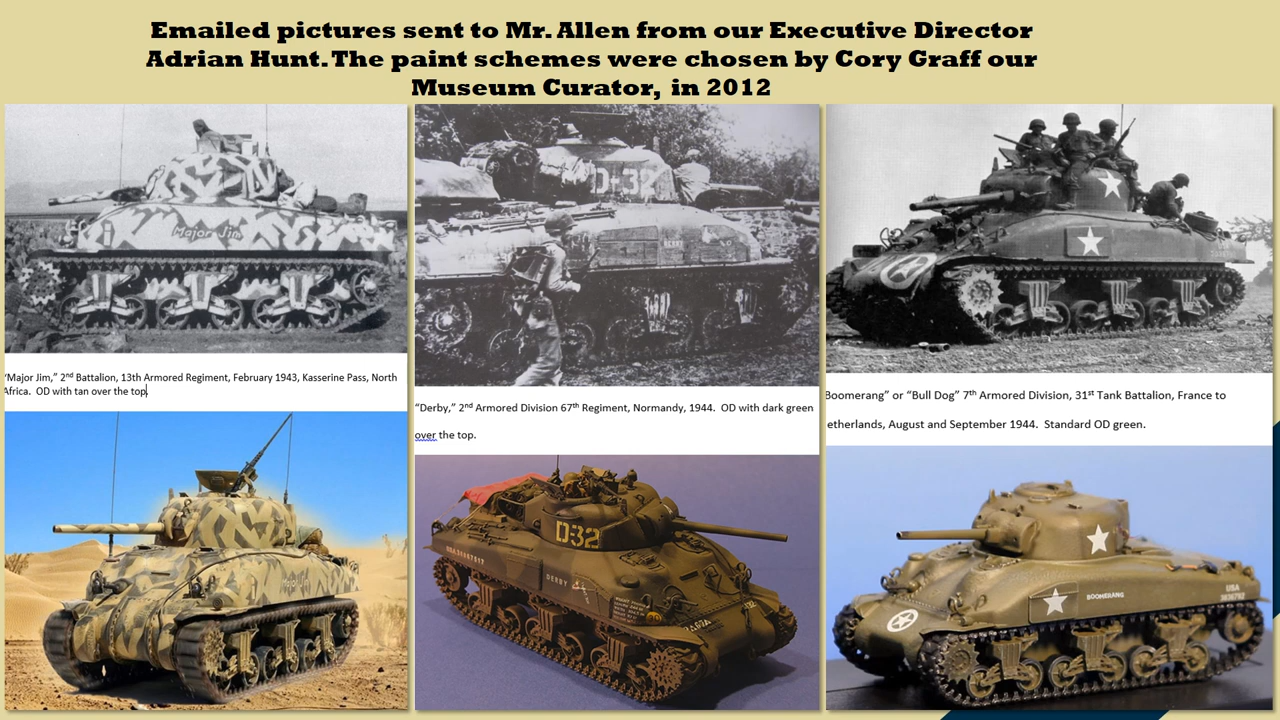 Emailed pictures sent to Mr. Allen from our Executive Director
Adrian Hunt. The paint schemes were chosen by Cory Graff our
Museum Curator, in 2012
Major Jim
"Major Jim," 2nd Battalion, 13th Armored Regiment, February 1943, Kasserine Pass, North
Africa. OD with tan over the top
Major Jim
D+32
"Derby," 2nd Armored Division 67th Regiment, Normandy, 1944. OD with dark green
over the top.
D32
DERBY
Boomerang" or "Bull Dog" 7th Armored Division, 31st Tank Battalion, France to
etherlands, August and September 1944. Standard OD green.
BOOMERANG
USA